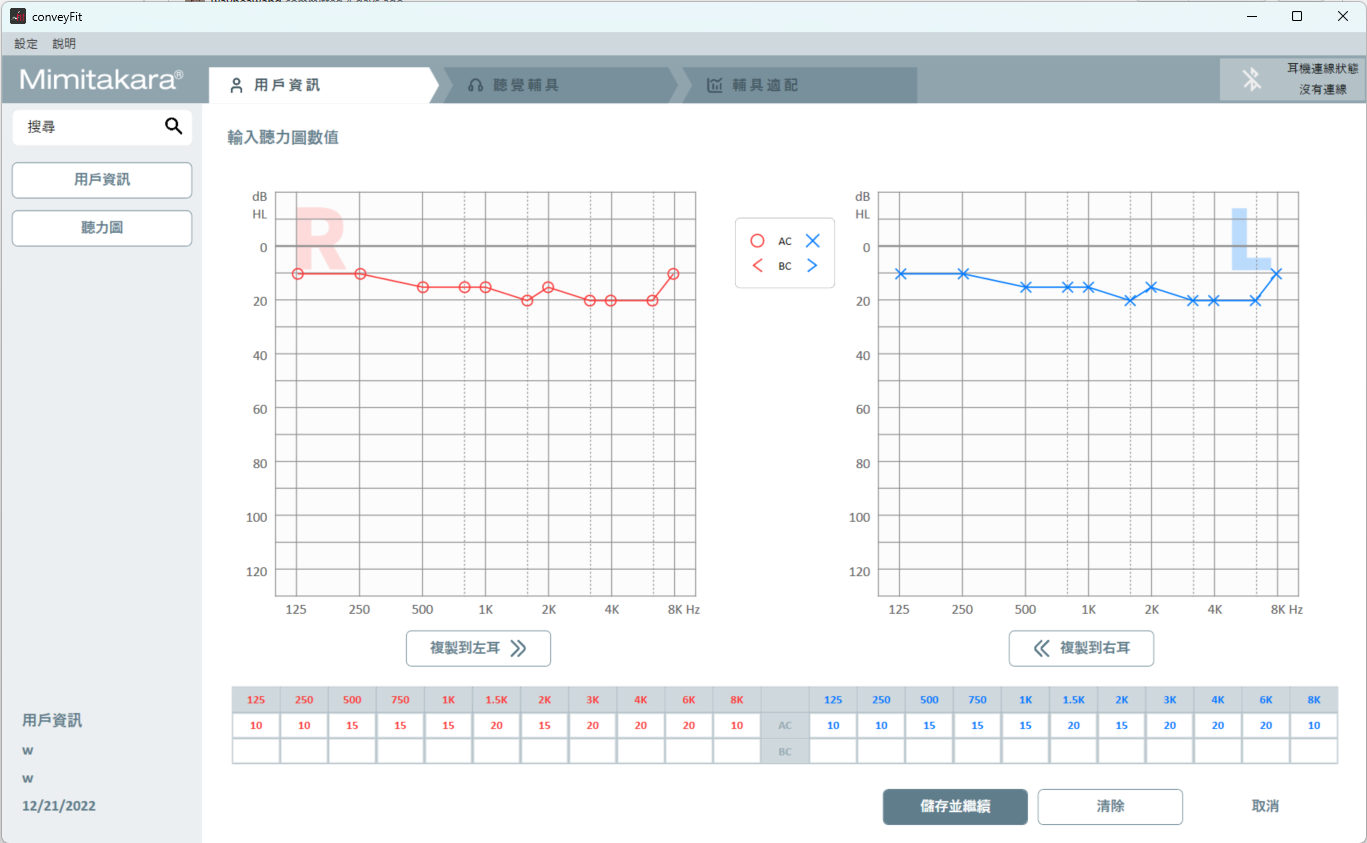 conveyFit
設定 說明
Mimitakara®
用戶資訊
聽覺輔具
輔具適配
耳機連線狀態
沒有連線
搜尋
用戶資訊
聽力圖
輸入聽力圖數值
dB
HL
R
0
20
40
60
80
100
120
125 250 500 1K 2K 4K 8K Hz
AC
BC
dB
HL
L
0
20
40
60
80
100
120
125 250 500 1K 2K 4K 8K Hz
複製到左耳
複製到右耳
125 250 500 750 1K 1.5K 2K 3K 4K 6K 8K 125 250 500 750 1K 1.5K 2K 3K 4K 6K 8K
10 10 15 15 15 20 15 20 20 20 10 AC 10 10 15 15 15 20 15 20 20 20 10
BC
用戶資訊
w
w
12/21/2022
儲存並繼續
清除
取消